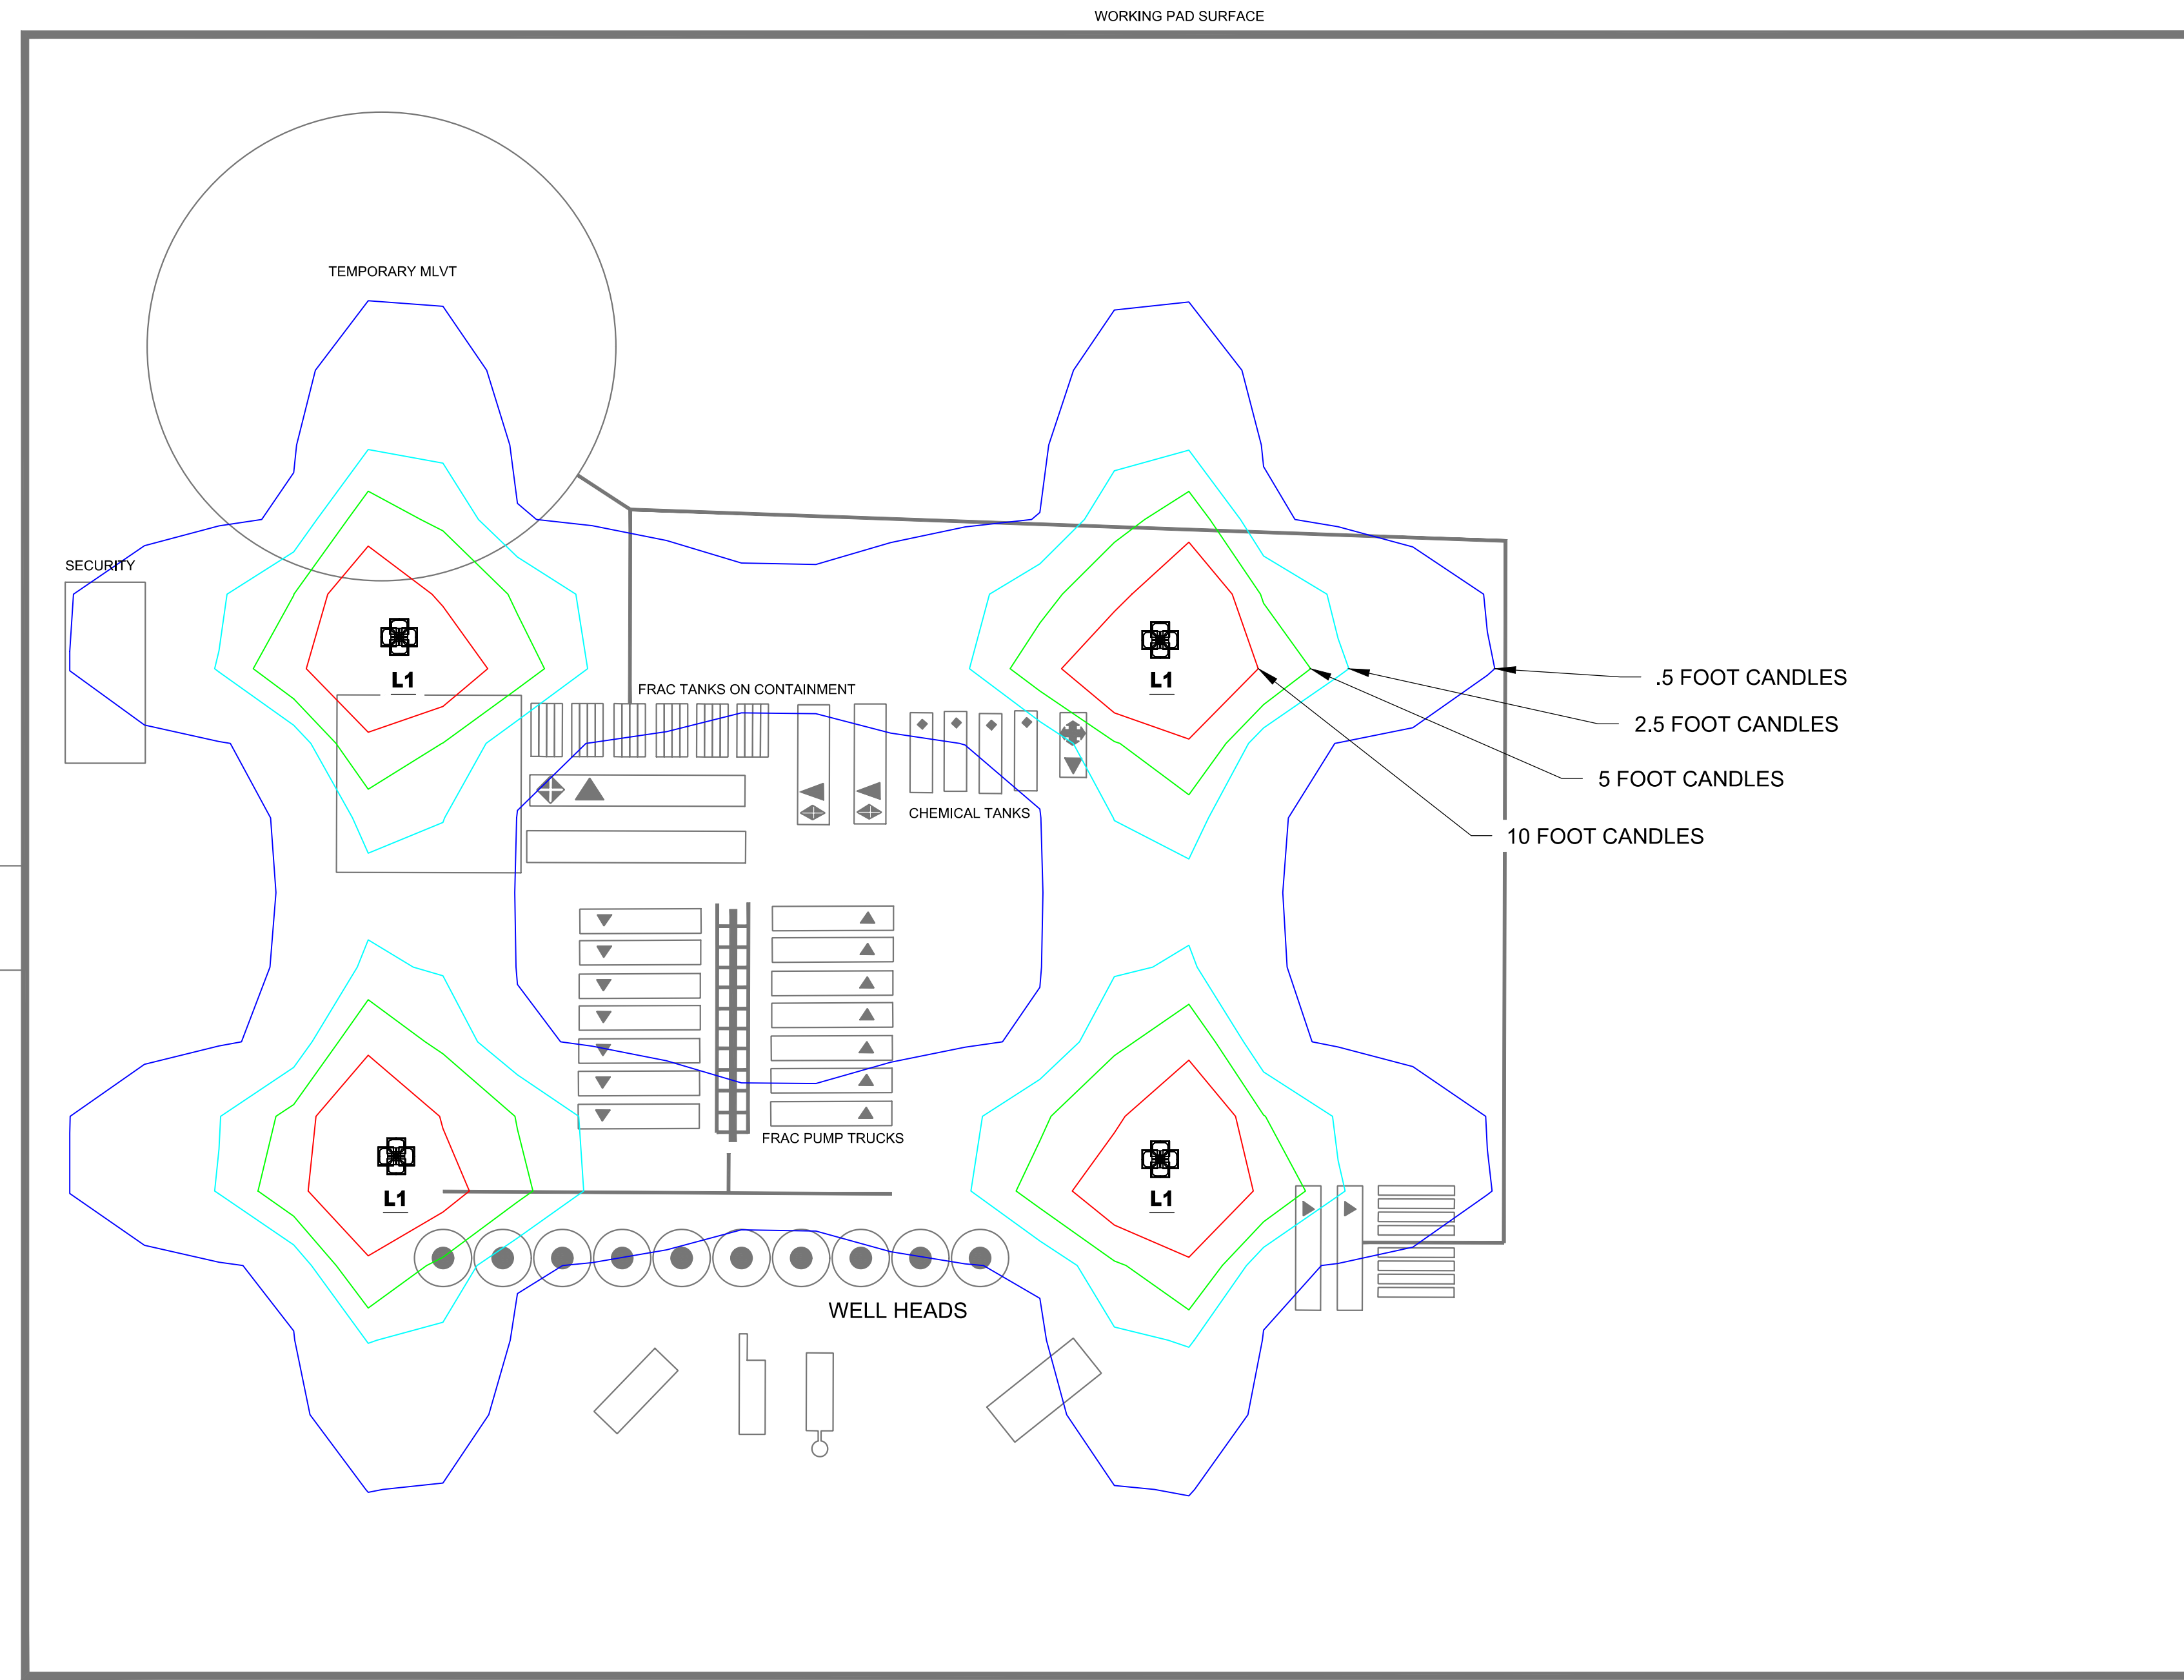 WORKING PAD SURFACE
TEMPORARY MLVT
SECURITY
L1
L1
FRAC TANKS ON CONTAINMENT
.5 FOOT CANDLES
2.5 FOOT CANDLES
5 FOOT CANDLES
CHEMICAL TANKS
10 FOOT CANDLES
FRAC PUMP TRUCKS
L1
L1
WELL HEADS